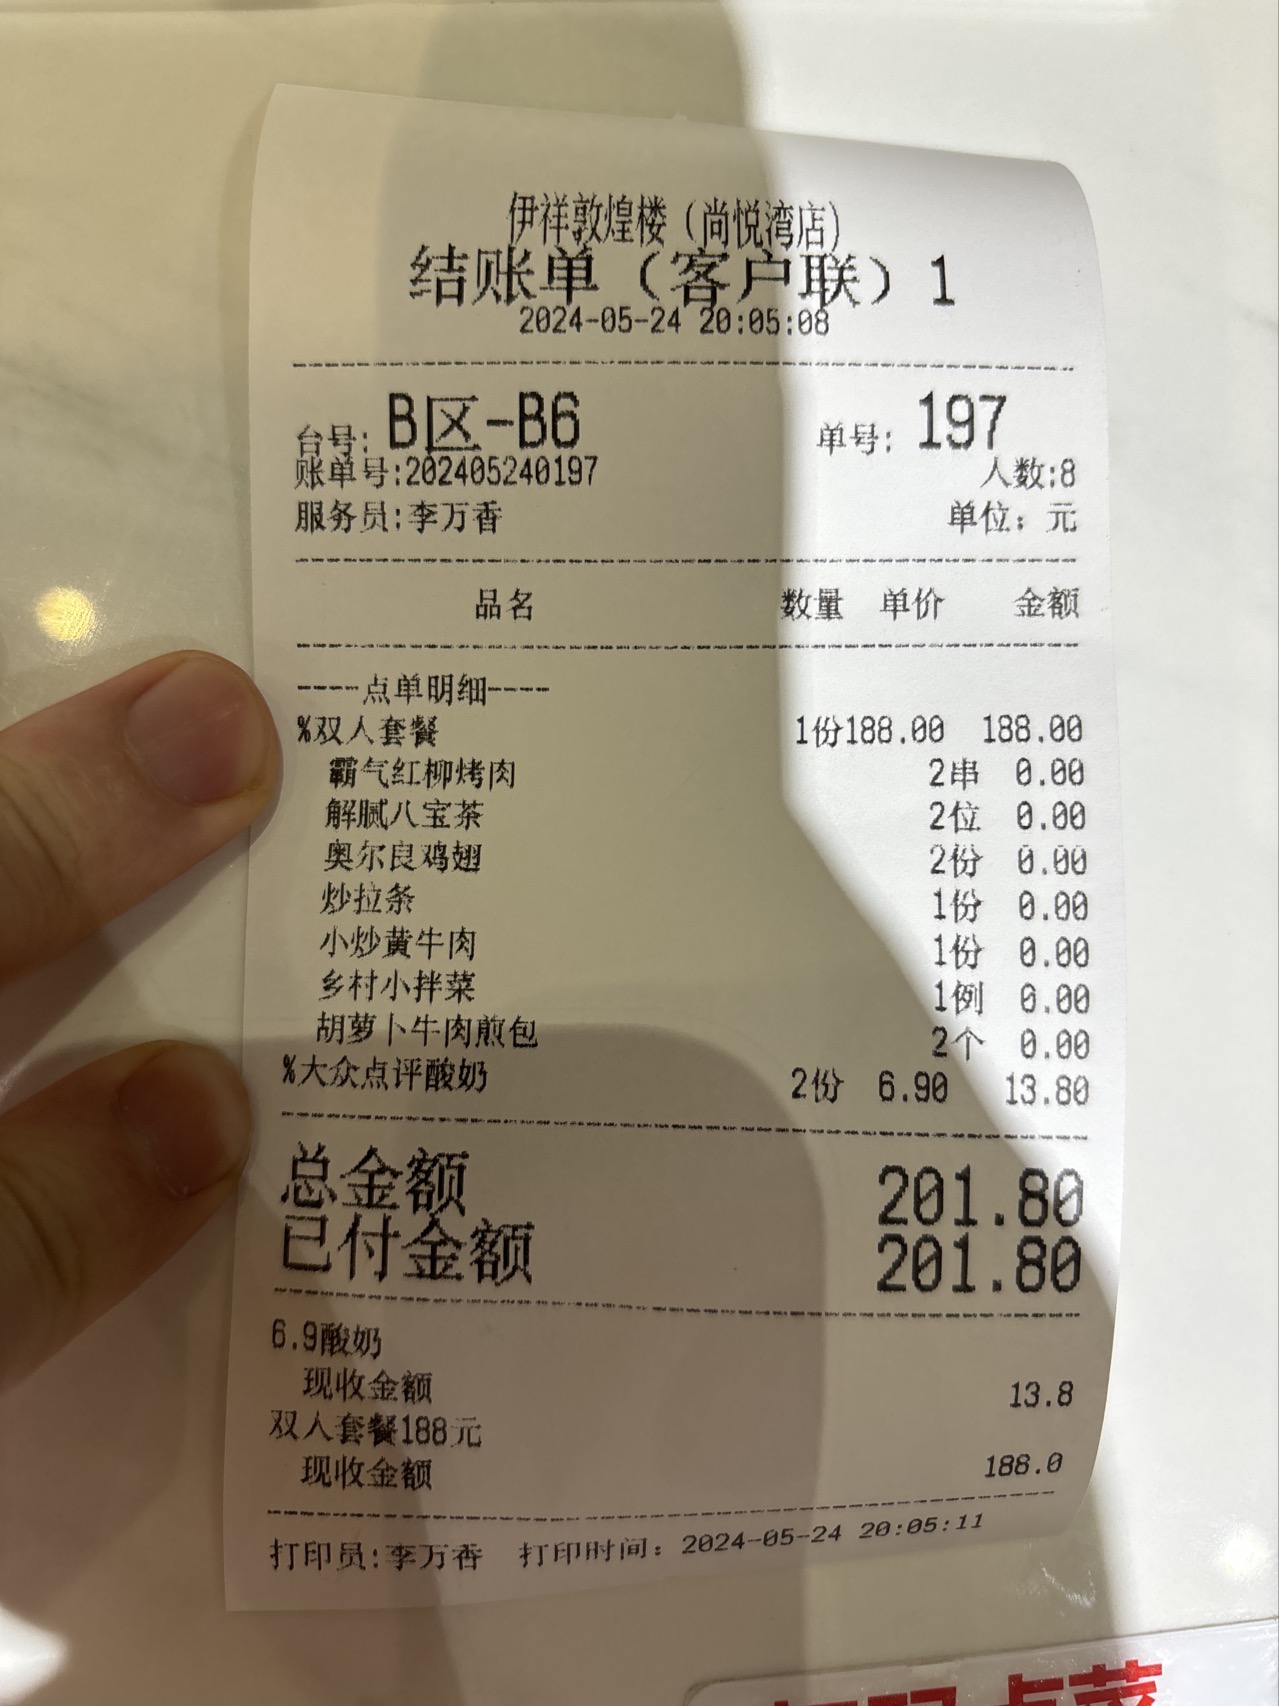 伊祥敦煌楼（尚悦湾店）
结账单（客户联）1
2024-05-24 20:05:08
台号: B区-B6 单号: 197
账单号:202405240197 人数:8
服务员:李万香 单位: 元
品名 数量 单价 金额
----点单明细----
%双人套餐 1份188.00 188.00
霸气红柳烤肉 2串 0.00
解腻八宝茶 2位 0.00
奥尔良鸡翅 2份 0.00
炒拉条 1份 0.00
小炒黄牛肉 1份 0.00
乡村小拌菜 1例 0.00
胡萝卜牛肉煎包 2个 0.00
%大众点评酸奶 2份 6.90 13.80
总金额 201.80
已付金额 201.80
6.9酸奶
现收金额 13.8
双人套餐188元
现收金额 188.0
打印员:李万香 打印时间: 2024-05-24 20:05:11